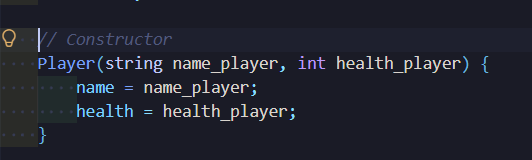 // Constructor
Player(string name_player, int health_player) {
name = name_player;
health = health_player;
}